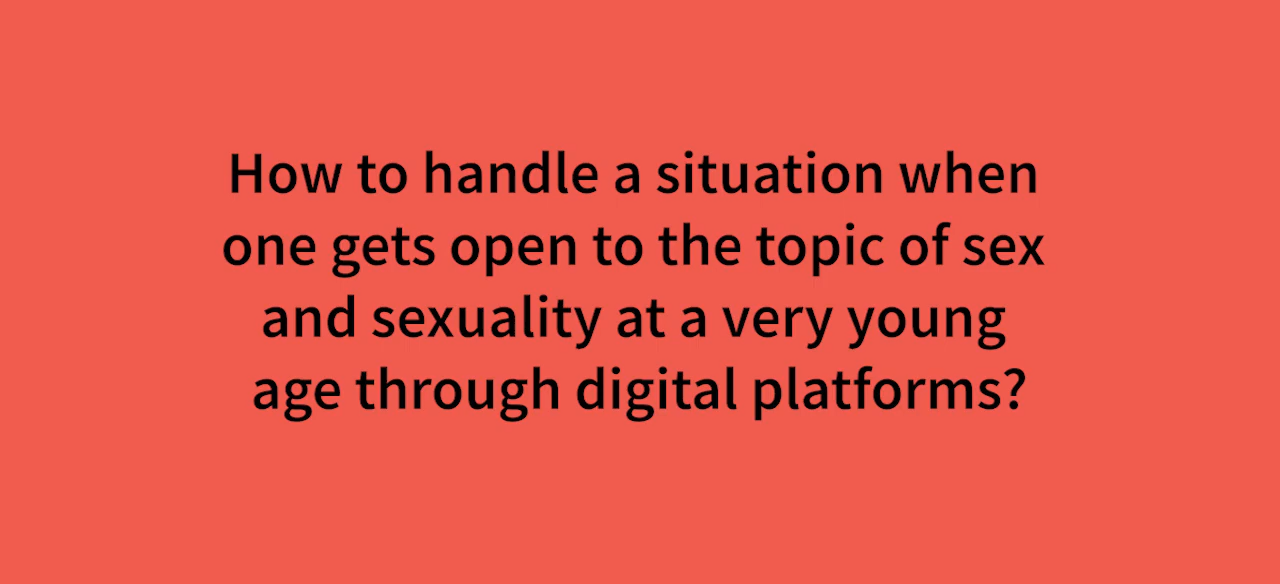 How to handle a situation when
one gets open to the topic of sex
and sexuality at a very young
age through digital platforms?